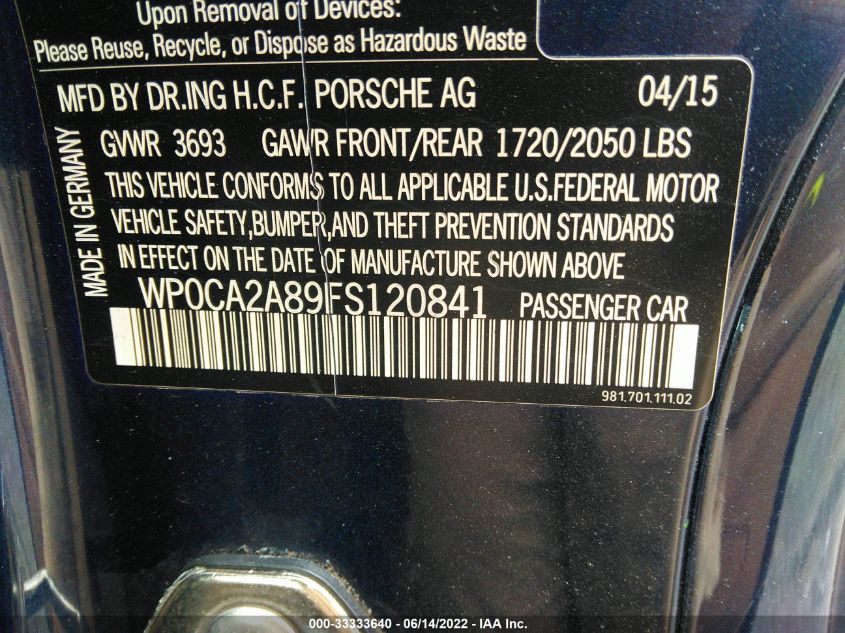 Upon Removal of Devices:
Please Reuse, Recycle, or Dispose as Hazardous Waste
MFD BY DR.ING H.C.F. PORSCHE AG 04/15
GVWR 3693 GAWR FRONT/REAR 1720/2050 LBS
THIS VEHICLE CONFORMS TO ALL APPLICABLE U.S.FEDERAL MOTOR
VEHICLE SAFETY,BUMPER,AND THEFT PREVENTION STANDARDS
IN EFFECT ON THE DATE OF MANUFACTURE SHOWN ABOVE
MADE IN GERMANY
WP0CA2A89FS120841 PASSENGER CAR
981.701.111.02
000-33333640 - 06/14/2022 - IAA Inc.